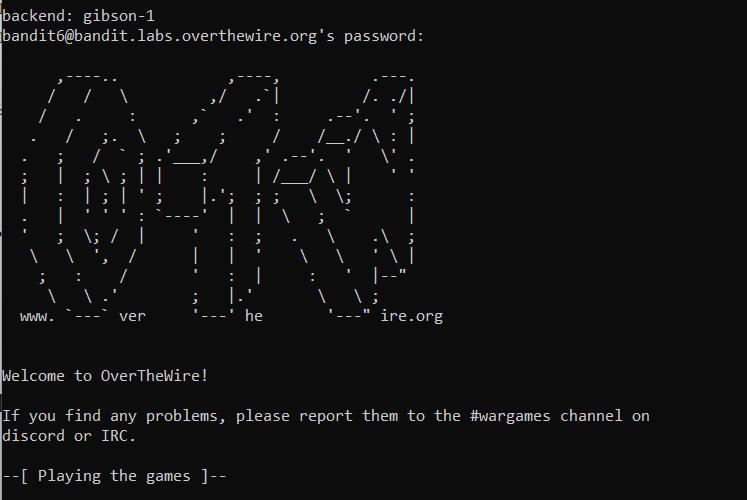 backend: gibson-1
bandit6@bandit.labs.overthewire.org's password:
      ,----..            ,----,          .---.
     /   /   \         ,/   .`|         /. ./|
    /   .     :      ,`   .'  :     .--'.  ' ;
   .   /   ;.  \   ;    ;     /    /__./ \ : |
  .   ;   /  ` ; .'___,/    ,' .--'.  '   \' .
  ;   |  ; \ ; | |    :     | /___/ \ |    ' '
  |   :  | ; | ' ;    |.';  ; ;   \  \;      :
  .   |  ' ' ' : `----'  |  |  \   ;  `      |
  '   ;  \; /  |     '   :  ;   .   \    .\  ;
   \   \  ',  /      |   |  '    \   \   ' \ |
    ;   :    /       '   :  |     :   '  |--"
     \   \ .'        ;   |.'       \   \ ;
  www. `---` ver     '---' he       '---" ire.org
Welcome to OverTheWire!
If you find any problems, please report them to the #wargames channel on
discord or IRC.
--[ Playing the games ]--